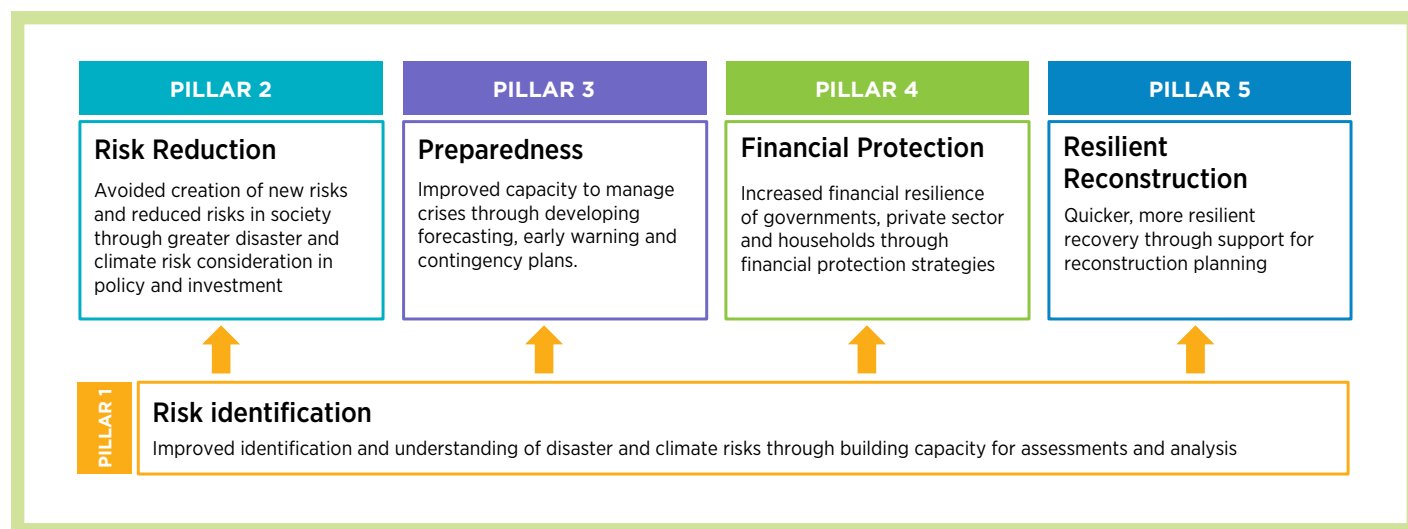 PILLAR 2
Risk Reduction
Avoided creation of new risks
and reduced risks in society
through greater disaster and
climate risk consideration in
policy and investment
PILLAR 3
Preparedness
Improved capacity to manage
crises through developing
forecasting, early warning and
contingency plans.
PILLAR 4
Financial Protection
Increased financial resilience
of governments, private sector
and households through
financial protection strategies
PILLAR 5
Resilient
Reconstruction
Quicker, more resilient
recovery through support for
reconstruction planning
PILLAR 1
Risk identification
Improved identification and understanding of disaster and climate risks through building capacity for assessments and analysis